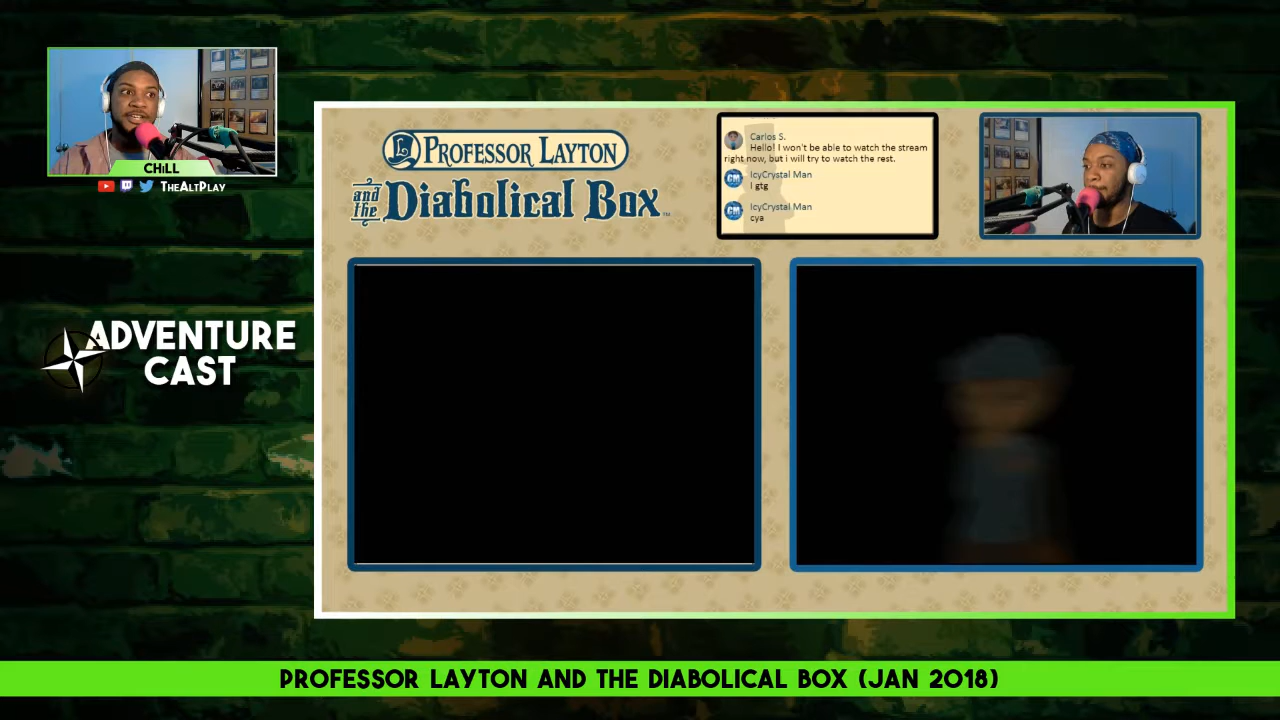 CHiLL
THEALTPLAY
ADVENTURE
CAST
PROFESSOR LAYTON
and the
Diabolical Box
Carlos S.
Hello! I won't be able to watch the stream
right now, but i will try to watch the rest.
IcyCrystal Man
I gtg
IcyCrystal Man
cya
PROFESSOR LAYTON AND THE DIABOLICAL BOX (JAN 2018)